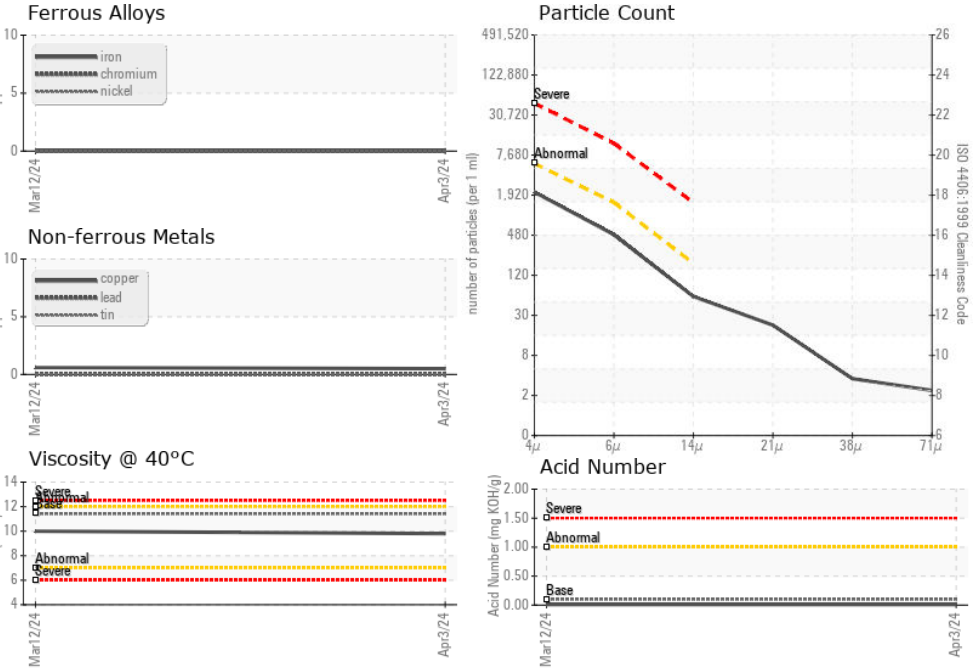 Ferrous Alloys
10
5
0
iron
chromium
nickel
Mar12/24
Apr3/24
Non-ferrous Metals
10
5
0
copper
lead
tin
Mar12/24
Apr3/24
Viscosity @ 40°C
14
12
10
8
6
4
Severe
Abnormal
Base
Abnormal
Severe
Mar12/24
Apr3/24
Particle Count
number of particles (per 1 ml)
491,520
122,880
30,720
7,680
1,920
480
120
30
8
2
0
Severe
Abnormal
4µ
6µ
14µ
21µ
38µ
71µ
26
24
22
20
18
16
14
12
10
8
6
ISO 4406:1999 Cleanliness Code
Acid Number
Acid Number (mg KOH/g)
2.00
1.50
1.00
0.50
0.00
Severe
Abnormal
Base
Mar12/24
Apr3/24